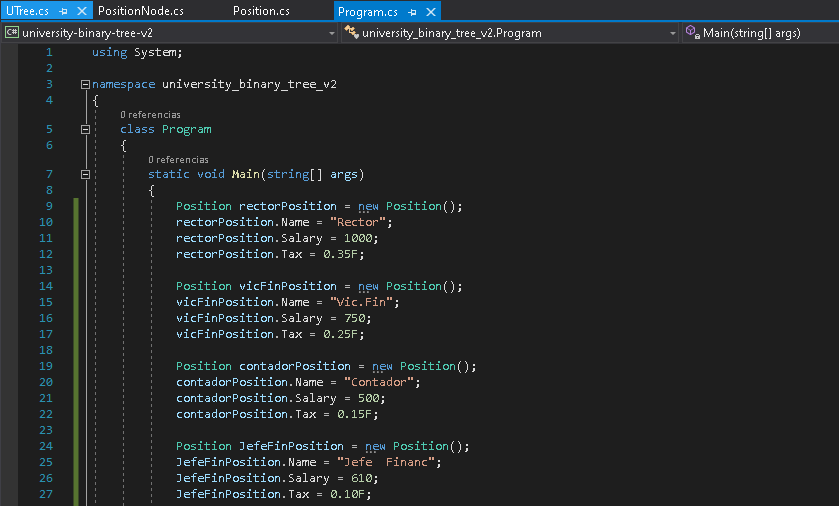 UTree.cs PositionNode.cs Position.cs Program.cs
C# university-binary-tree-v2 university_binary_tree_v2.Program Main(string[] args)
1 using System;
2
3 namespace university_binary_tree_v2
4 {
0 referencias
5 class Program
6 {
0 referencias
7 static void Main(string[] args)
8 {
9 Position rectorPosition = new Position();
10 rectorPosition.Name = "Rector";
11 rectorPosition.Salary = 1000;
12 rectorPosition.Tax = 0.35F;
13
14 Position vicFinPosition = new Position();
15 vicFinPosition.Name = "Vic.Fin";
16 vicFinPosition.Salary = 750;
17 vicFinPosition.Tax = 0.25F;
18
19 Position contadorPosition = new Position();
20 contadorPosition.Name = "Contador";
21 contadorPosition.Salary = 500;
22 contadorPosition.Tax = 0.15F;
23
24 Position JefeFinPosition = new Position();
25 JefeFinPosition.Name = "Jefe  Financ";
26 JefeFinPosition.Salary = 610;
27 JefeFinPosition.Tax = 0.10F;